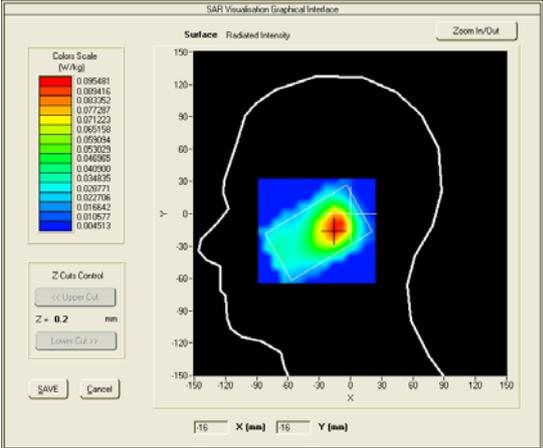 SAR Visualisation Graphical Interface
Surface Radiated Intensity
Zoom In/Out
Colors Scale
(W/kg)
0.095481
0.089416
0.083352
0.077287
0.071223
0.065158
0.059094
0.053029
0.046965
0.040900
0.034835
0.028771
0.022706
0.016642
0.010577
0.004513
150
120
90
60
30
0
-30
-60
-90
-120
-150
Y
-150 -120 -90 -60 -30 0 30 60 90 120 150
X
Z-Cuts Control
<< Upper Cut
Z = 0.2 mm
Lower Cut >>
SAVE Cancel
-16 X (mm) -16 Y (mm)